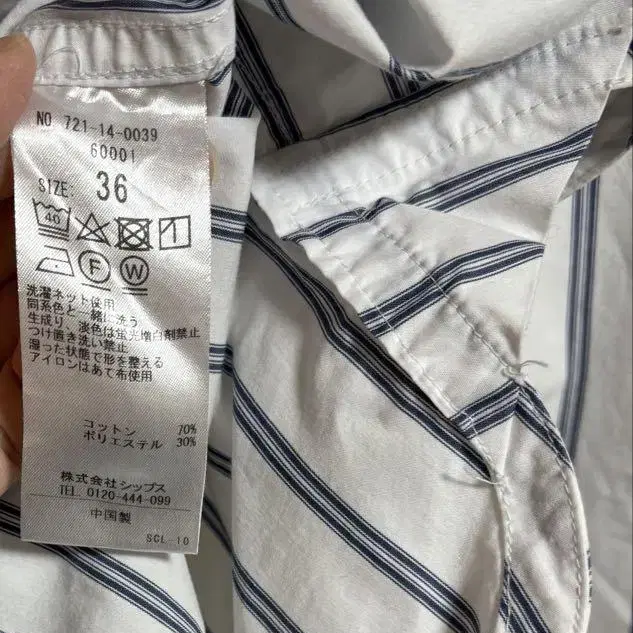 NO 721-14-0039
60001
SIZE: 36
40
F W
洗濯ネット使用
同系色と一緒に洗う
生成り、淡色は蛍光増白剤禁止
つけ置き洗い禁止
湿った状態で形を整える
アイロンはあて布使用
コットン 70%
ポリエステル 30%
株式会社シップス
TEL. 0120-444-099
中国製
SCL-10